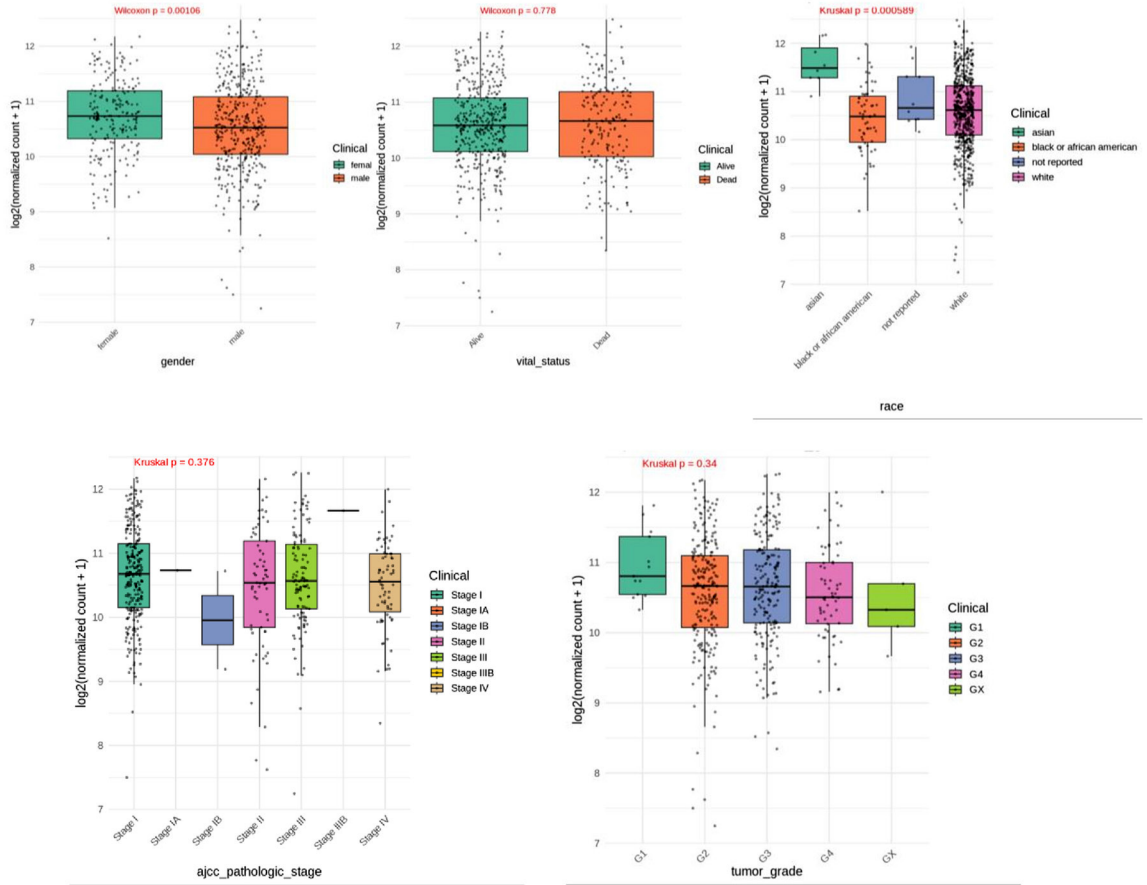 Wilcoxon p = 0.00106
log2(normalized count + 1)
12
11
10
9
8
7
female
male
gender
Clinical
femal
male
Wilcoxon p = 0.778
log2(normalized count + 1)
12
11
10
9
8
7
Alive
Dead
vital_status
Clinical
Alive
Dead
Kruskal p = 0.000589
log2(normalized count + 1)
12
11
10
9
8
7
asian
black or african american
not reported
white
race
Clinical
asian
black or african american
not reported
white
Kruskal p = 0.376
log2(normalized count + 1)
12
11
10
9
8
7
Stage I
Stage IA
Stage IB
Stage II
Stage III
Stage IIIB
Stage IV
ajcc_pathologic_stage
Clinical
Stage I
Stage IA
Stage IB
Stage II
Stage III
Stage IIIB
Stage IV
Kruskal p = 0.34
log2(normalized count + 1)
12
11
10
9
8
7
G1
G2
G3
G4
GX
tumor_grade
Clinical
G1
G2
G3
G4
GX